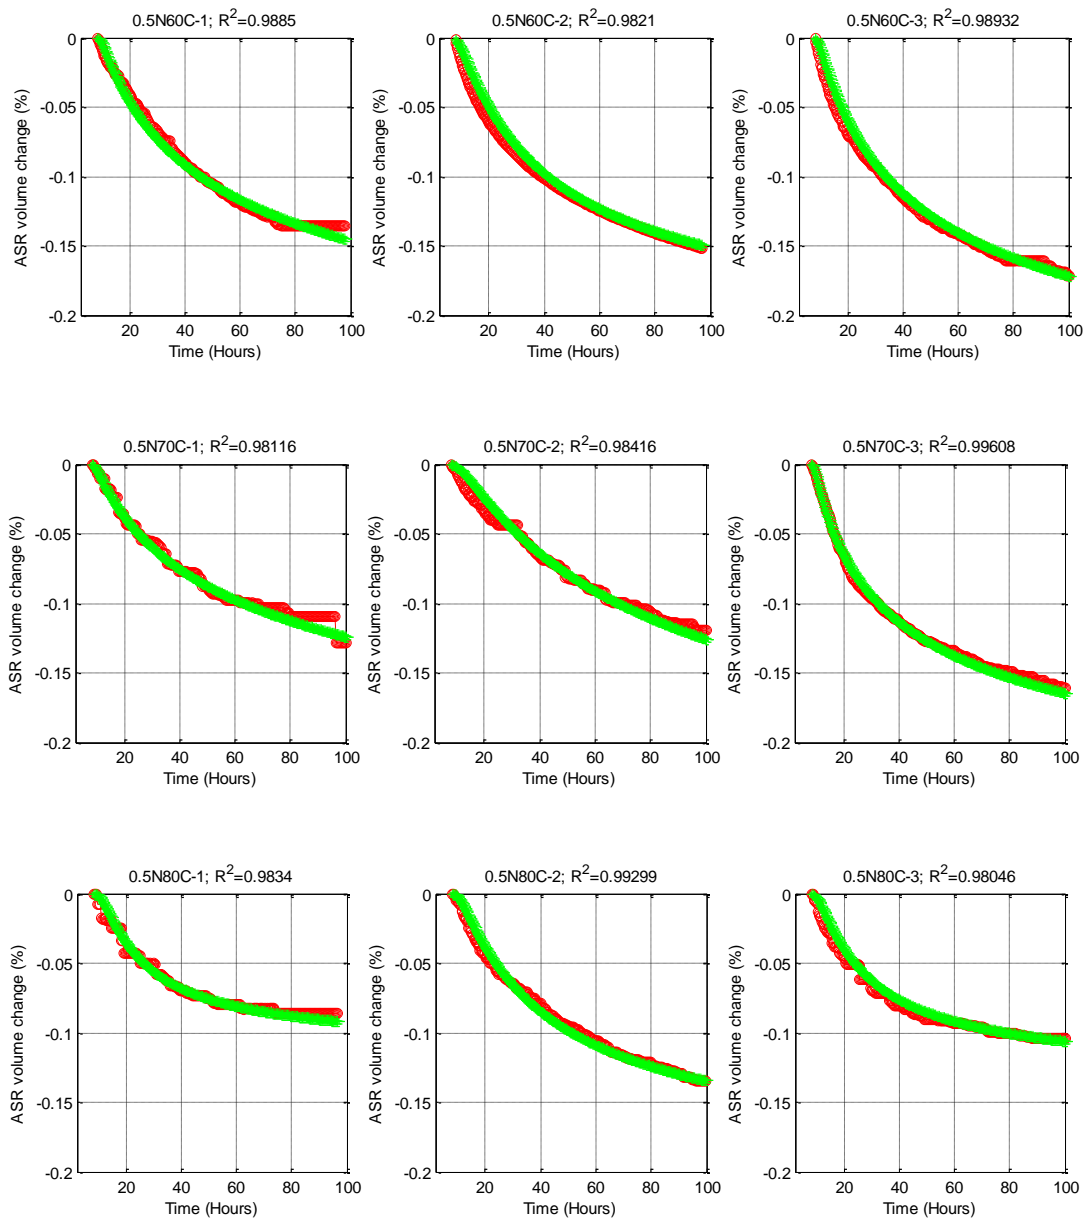 0.5N60C-1; R²=0.9885
0.5N60C-2; R²=0.9821
0.5N60C-3; R²=0.98932
0
-0.05
-0.1
-0.15
-0.2
ASR volume change (%)
20 40 60 80 100
Time (Hours)
0
-0.05
-0.1
-0.15
-0.2
ASR volume change (%)
20 40 60 80 100
Time (Hours)
0
-0.05
-0.1
-0.15
-0.2
ASR volume change (%)
20 40 60 80 100
Time (Hours)
0.5N70C-1; R²=0.98116
0.5N70C-2; R²=0.98416
0.5N70C-3; R²=0.99608
0
-0.05
-0.1
-0.15
-0.2
ASR volume change (%)
20 40 60 80 100
Time (Hours)
0
-0.05
-0.1
-0.15
-0.2
ASR volume change (%)
20 40 60 80 100
Time (Hours)
0
-0.05
-0.1
-0.15
-0.2
ASR volume change (%)
20 40 60 80 100
Time (Hours)
0.5N80C-1; R²=0.9834
0.5N80C-2; R²=0.99299
0.5N80C-3; R²=0.98046
0
-0.05
-0.1
-0.15
-0.2
ASR volume change (%)
20 40 60 80 100
Time (Hours)
0
-0.05
-0.1
-0.15
-0.2
ASR volume change (%)
20 40 60 80 100
Time (Hours)
0
-0.05
-0.1
-0.15
-0.2
ASR volume change (%)
20 40 60 80 100
Time (Hours)